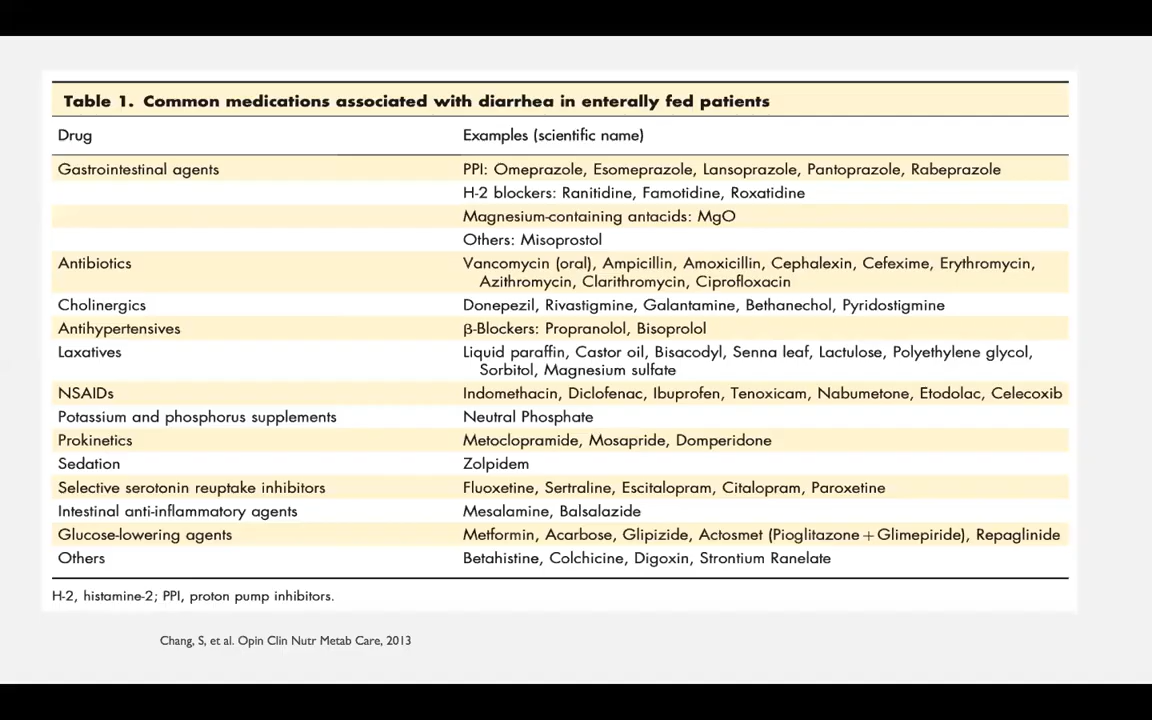 Table 1. Common medications associated with diarrhea in enterally fed patients
Drug Examples (scientific name)
Gastrointestinal agents PPI: Omeprazole, Esomeprazole, Lansoprazole, Pantoprazole, Rabeprazole
H-2 blockers: Ranitidine, Famotidine, Roxatidine
Magnesium-containing antacids: MgO
Others: Misoprostol
Antibiotics Vancomycin (oral), Ampicillin, Amoxicillin, Cephalexin, Cefexime, Erythromycin,
Azithromycin, Clarithromycin, Ciprofloxacin
Cholinergics Donepezil, Rivastigmine, Galantamine, Bethanechol, Pyridostigmine
Antihypertensives β-Blockers: Propranolol, Bisoprolol
Laxatives Liquid paraffin, Castor oil, Bisacodyl, Senna leaf, Lactulose, Polyethylene glycol,
Sorbitol, Magnesium sulfate
NSAIDs Indomethacin, Diclofenac, Ibuprofen, Tenoxicam, Nabumetone, Etodolac, Celecoxib
Potassium and phosphorus supplements Neutral Phosphate
Prokinetics Metoclopramide, Mosapride, Domperidone
Sedation Zolpidem
Selective serotonin reuptake inhibitors Fluoxetine, Sertraline, Escitalopram, Citalopram, Paroxetine
Intestinal anti-inflammatory agents Mesalamine, Balsalazide
Glucose-lowering agents Metformin, Acarbose, Glipizide, Actosmet (Pioglitazone + Glimepiride), Repaglinide
Others Betahistine, Colchicine, Digoxin, Strontium Ranelate
H-2, histamine-2; PPI, proton pump inhibitors.
Chang, S, et al. Opin Clin Nutr Metab Care, 2013